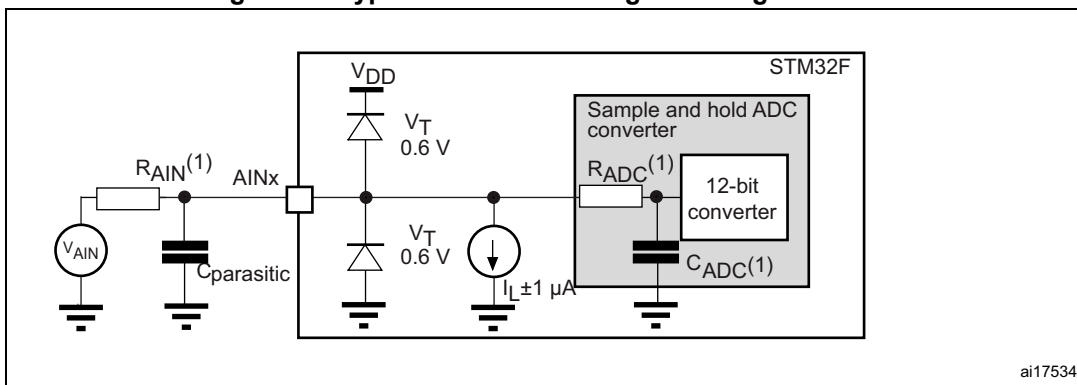 STM32F
VDD
Sample and hold ADC
converter
VT
0.6 V
RAIN(1)
AINx
RADC(1)
12-bit
converter
VAIN
Cparasitic
VT
0.6 V
IL±1 µA
CADC(1)
ai17534